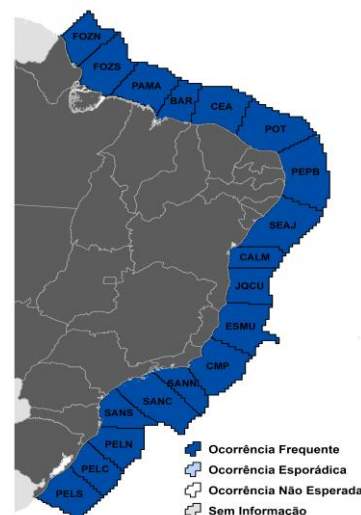 FOZN
FOZS
PAMA
BAR
CEA
POT
PEPB
SEAJ
CALM
JQCU
ESMU
CMP
SANN
SANC
SANS
PELN
PELC
PELS
Ocorrência Frequente
Ocorrência Esporádica
Ocorrência Não Esperada
Sem Informação